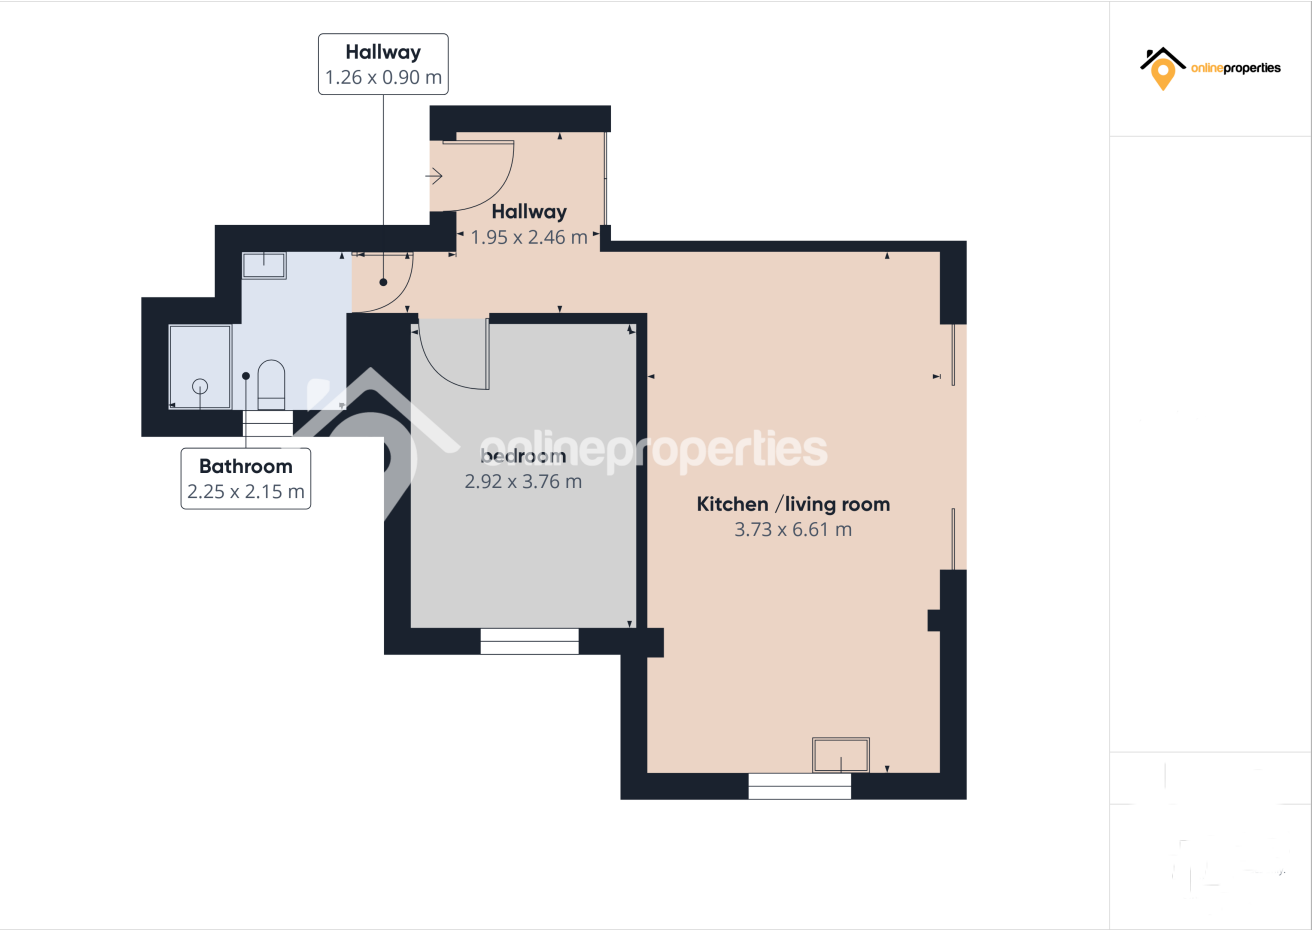 Hallway
1.26 x 0.90 m
onlineproperties
Hallway
1.95 x 2.46 m
onlineproperties
bedroom
2.92 x 3.76 m
Bathroom
2.25 x 2.15 m
Kitchen /living room
3.73 x 6.61 m